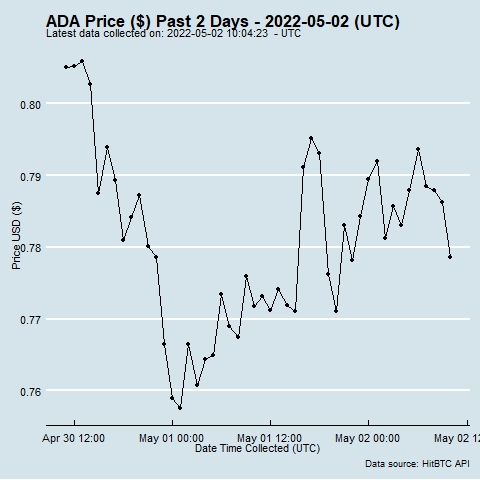 ADA Price ($) Past 2 Days - 2022-05-02 (UTC)
Latest data collected on: 2022-05-02 10:04:23 - UTC
Price USD ($)
0.80
0.79
0.78
0.77
0.76
Apr 30 12:00 May 01 00:00 May 01 12:00 May 02 00:00 May 02 12
Date Time Collected (UTC)
Data source: HitBTC API